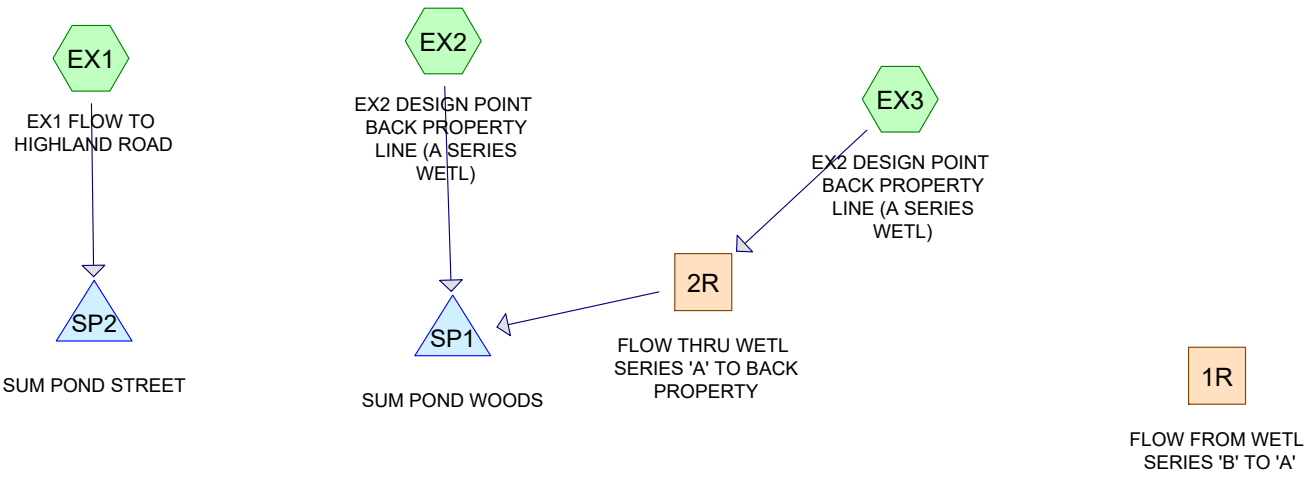 EX1
EX1 FLOW TO
HIGHLAND ROAD
EX2
EX2 DESIGN POINT
BACK PROPERTY
LINE (A SERIES
WETL)
EX3
EX2 DESIGN POINT
BACK PROPERTY
LINE (A SERIES
WETL)
SP2
SUM POND STREET
SP1
SUM POND WOODS
2R
FLOW THRU WETL
SERIES 'A' TO BACK
PROPERTY
1R
FLOW FROM WETL
SERIES 'B' TO 'A'